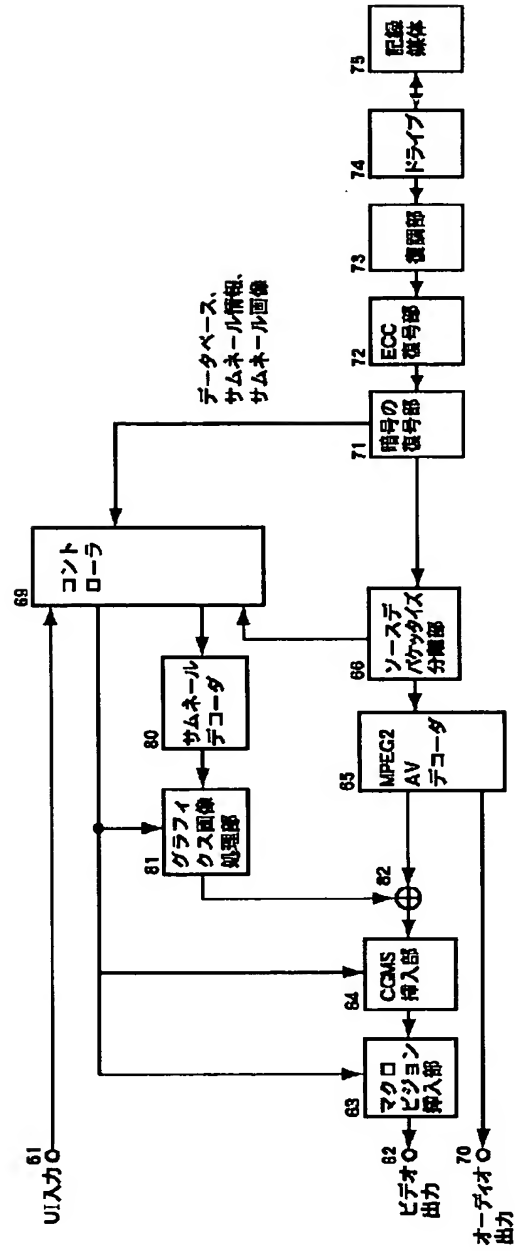 61
UI入力
69
コント
ローラ
データベース、
サムネール情報、
サムネール画像
80
サムネール
デコーダ
81
グラフィ
クス画像
処理部
82
62
ビデオ
出力
63
マクロ
ビジョン
挿入部
64
CGMS
挿入部
65
MPEG2
AV
デコーダ
66
ソースデ
パケッタイズ
分離部
71
暗号の
復号部
72
ECC
復号部
73
復調部
74
ドライブ
75
記録
媒体
70
オーディオ
出力